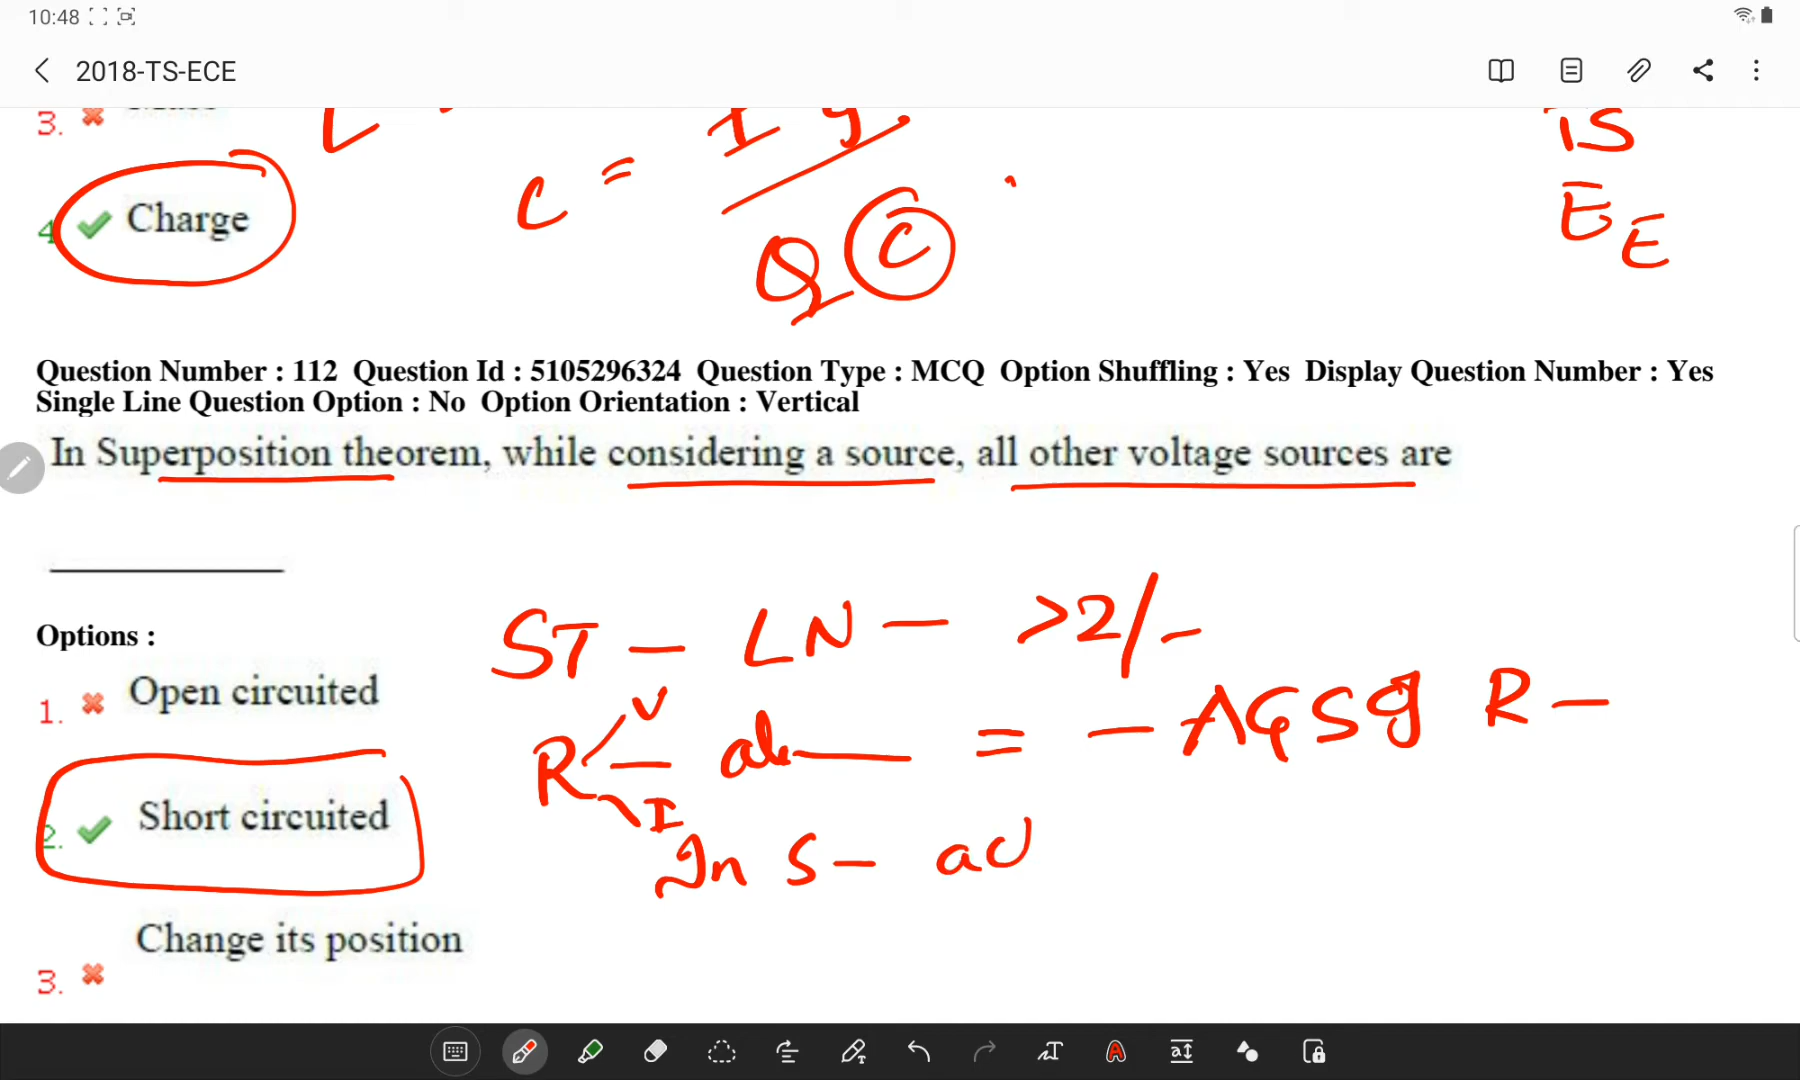 10:48
2018-TS-ECE
3.
C =
TS
4. Charge
Q C
E E
Question Number : 112 Question Id : 5105296324 Question Type : MCQ Option Shuffling : Yes Display Question Number : Yes
Single Line Question Option : No Option Orientation : Vertical
In Superposition theorem, while considering a source, all other voltage sources are
Options :
ST - LN - >2/-
1. Open circuited
V
R - = - R -
I
2. Short circuited
In S -
Change its position
3.